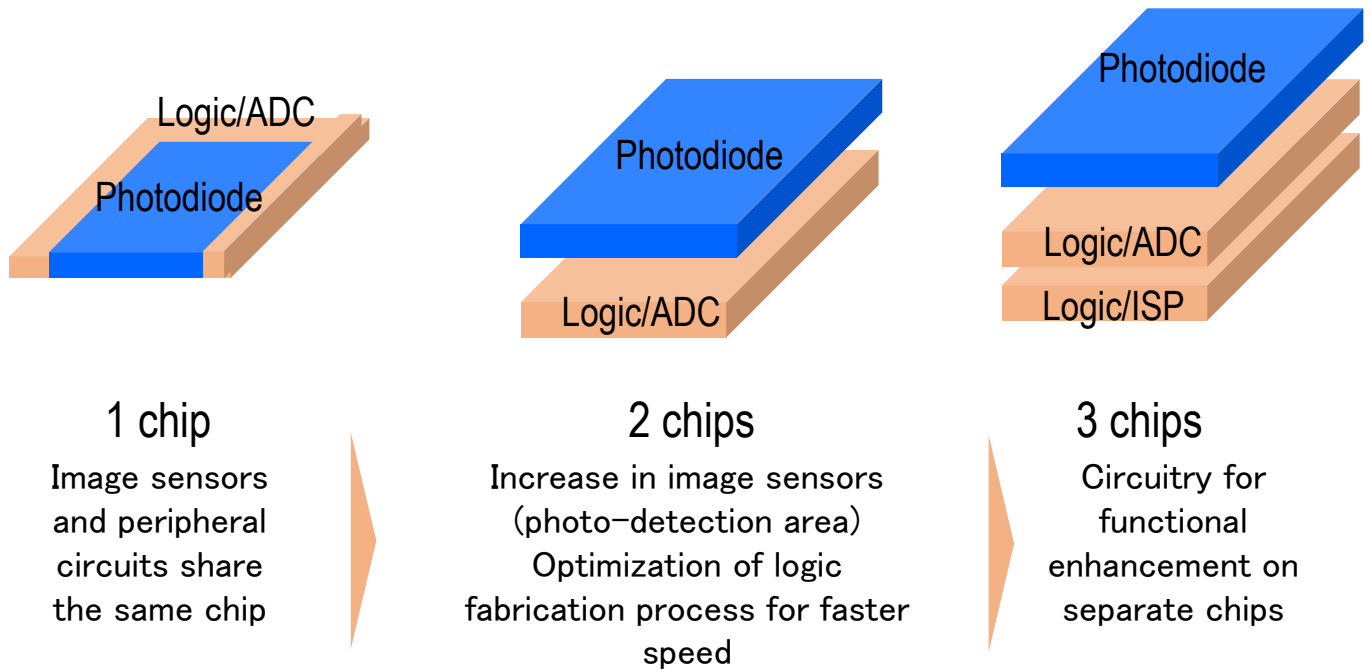 Logic/ADC
Photodiode
1 chip
Image sensors
and peripheral
circuits share
the same chip
Photodiode
Logic/ADC
2 chips
Increase in image sensors
(photo-detection area)
Optimization of logic
fabrication process for faster
speed
Photodiode
Logic/ADC
Logic/ISP
3 chips
Circuitry for
functional
enhancement on
separate chips